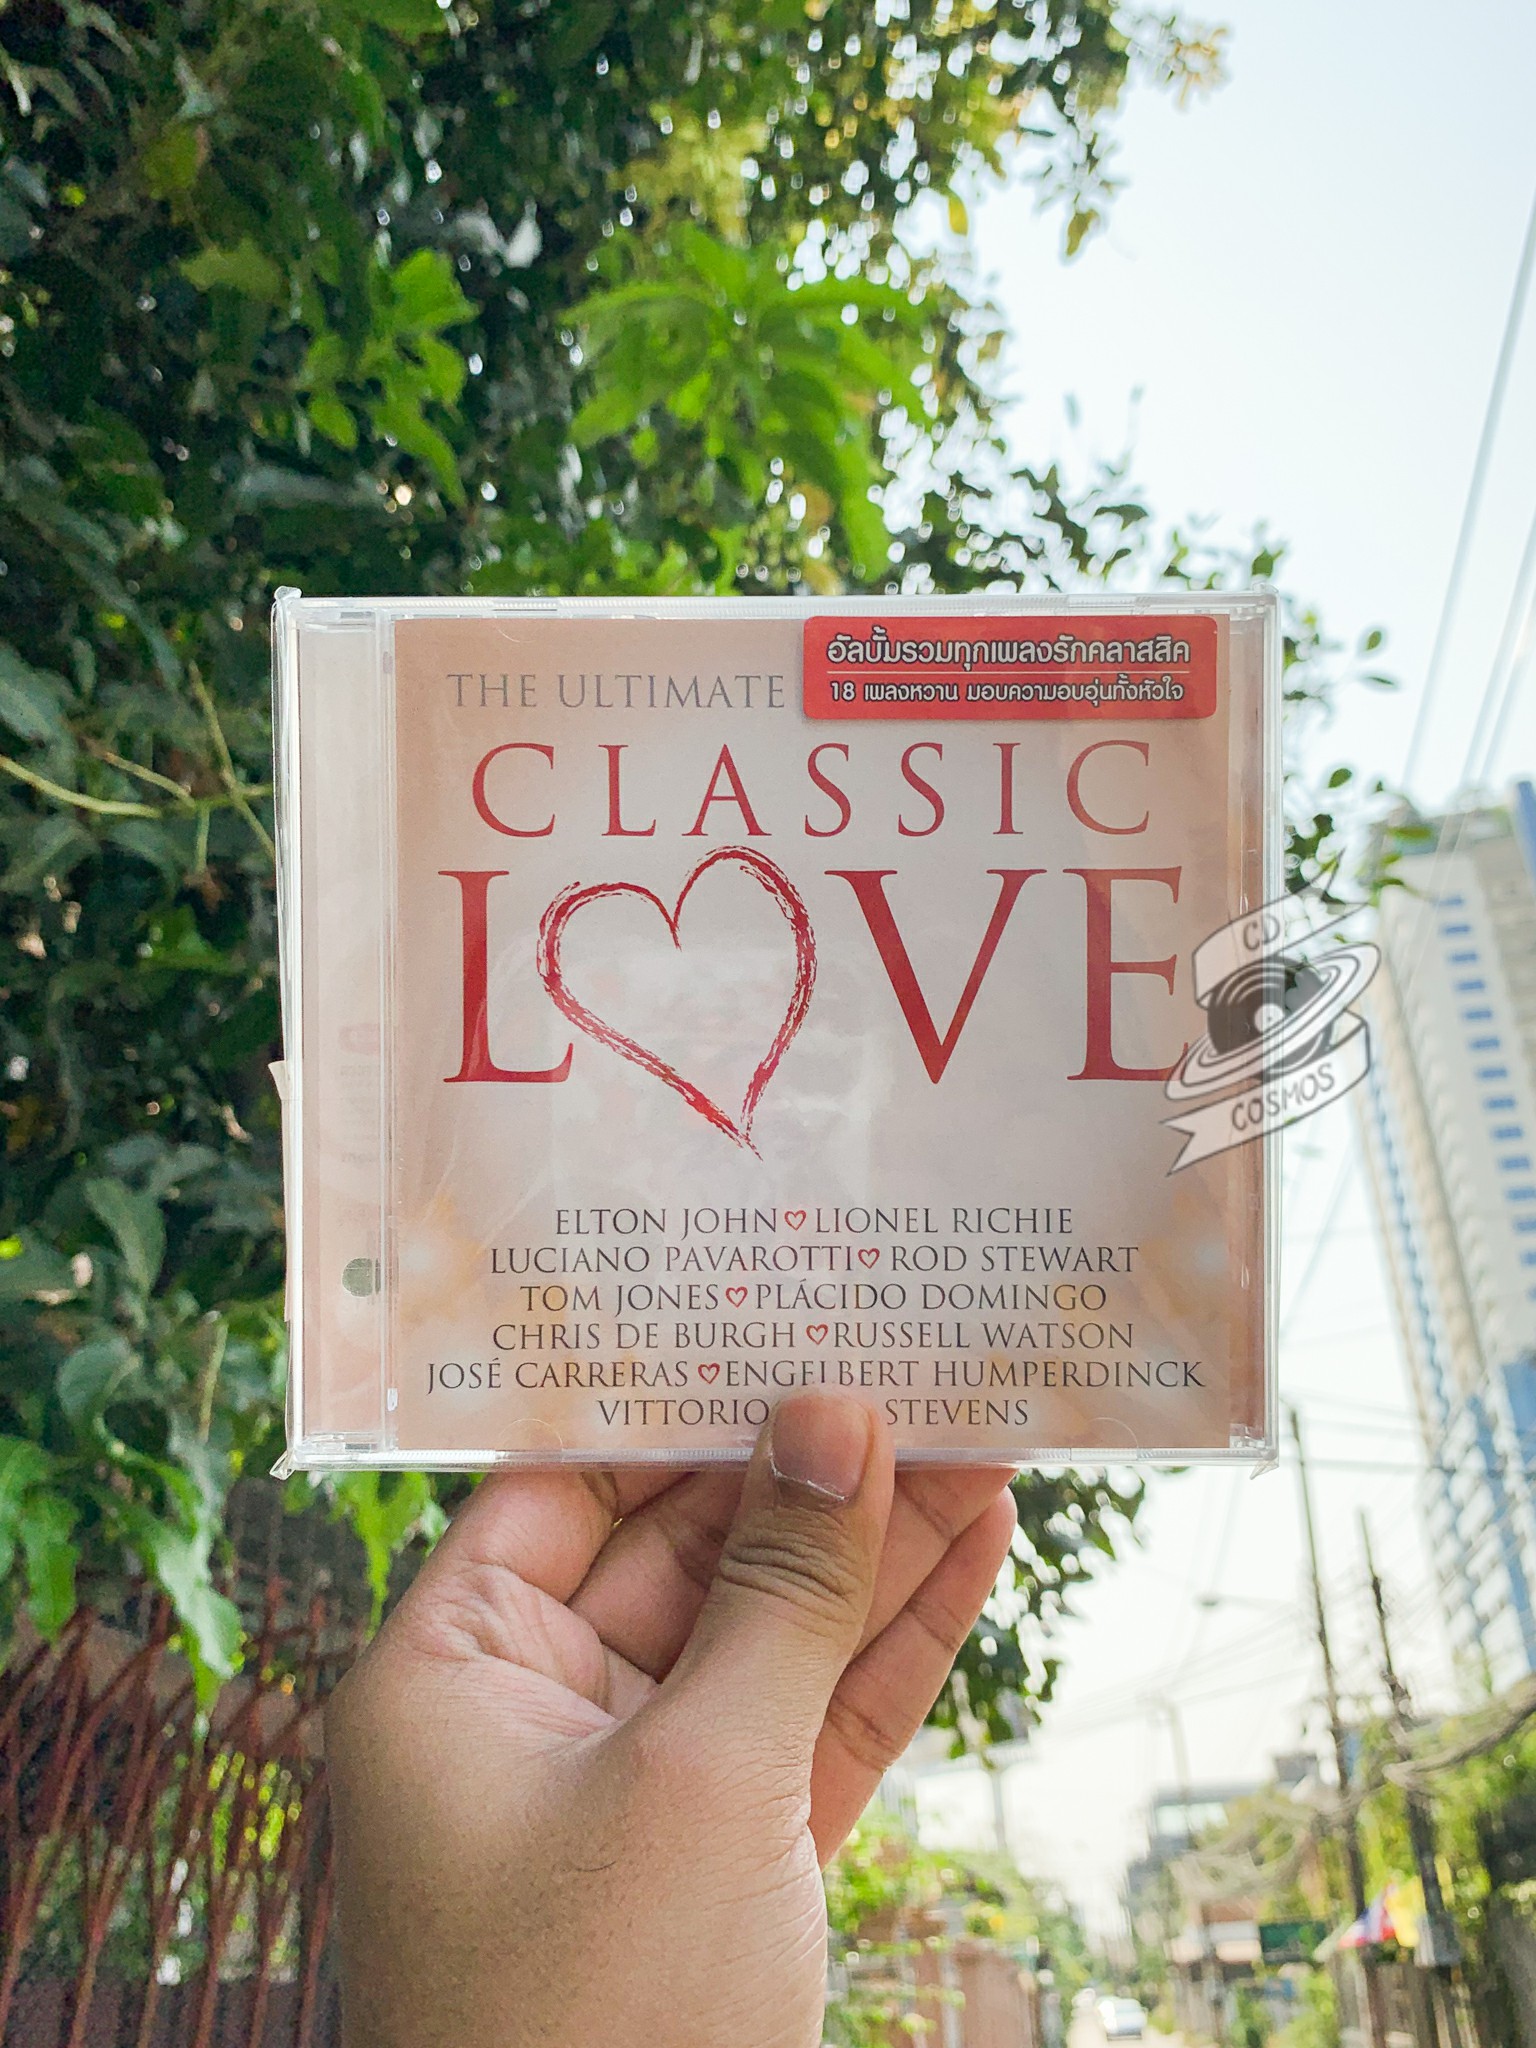 อัลบั้มรวมทุกเพลงรักคลาสสิค
18 เพลงหวาน มอบความอบอุ่นทั้งหัวใจ
THE ULTIMATE
CLASSIC
LOVE
CD
COSMOS
ELTON JOHN LIONEL RICHIE
LUCIANO PAVAROTTI ROD STEWART
TOM JONES PLÁCIDO DOMINGO
CHRIS DE BURGH RUSSELL WATSON
JOSÉ CARRERAS ENGELBERT HUMPERDINCK
VITTORIO STEVENS